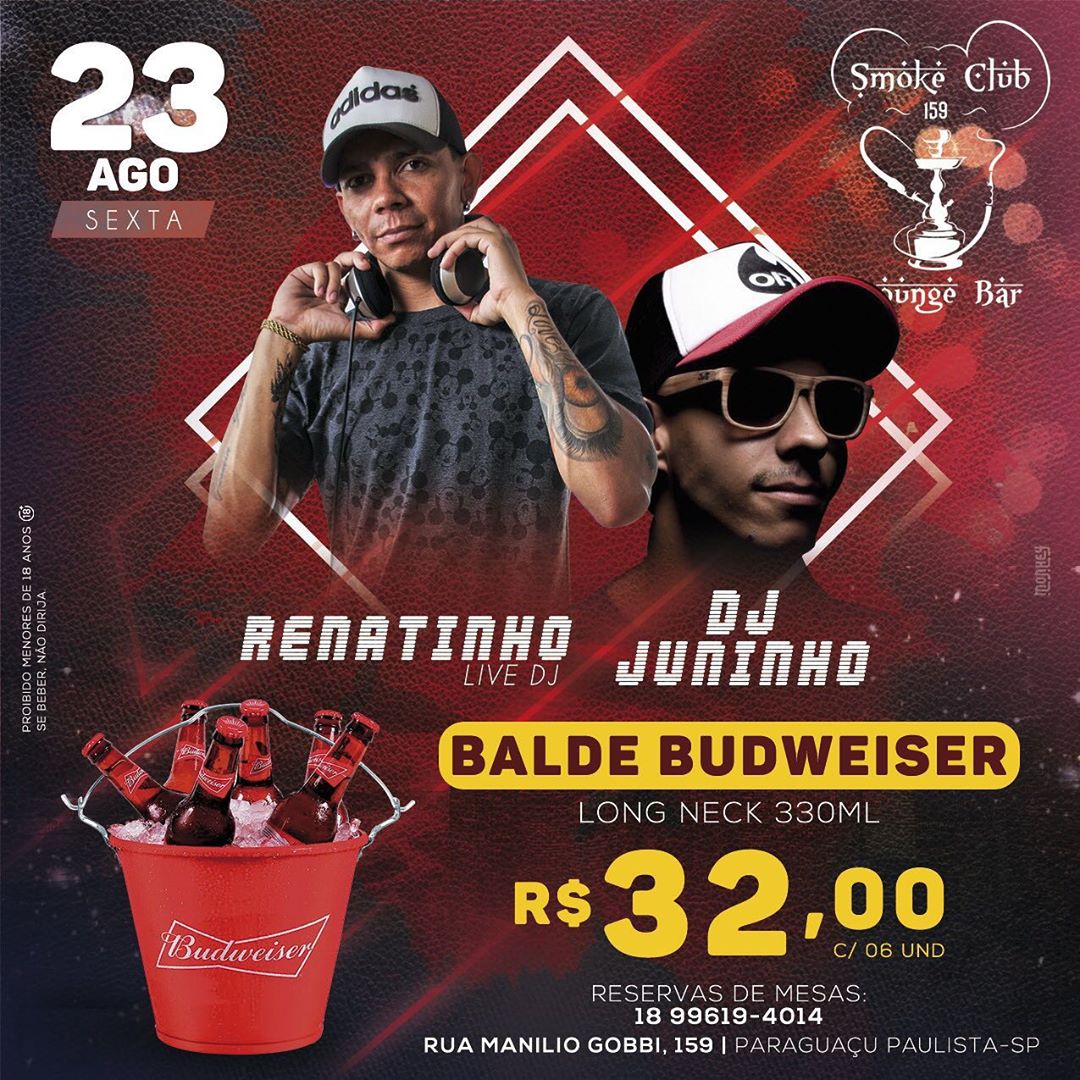 23
AGO
SEXTA
Smoke Club
159
Lounge Bar
adidas
OR
PROIBIDO MENORES DE 18 ANOS 18
SE BEBER, NÃO DIRIJA.
RENATINHO
LIVE DJ
DJ
JUNINHO
BALDE BUDWEISER
LONG NECK 330ML
R$ 32,00
C/ 06 UND
Budweiser
RESERVAS DE MESAS:
18 99619-4014
RUA MANILIO GOBBI, 159 | PARAGUAÇU PAULISTA-SP